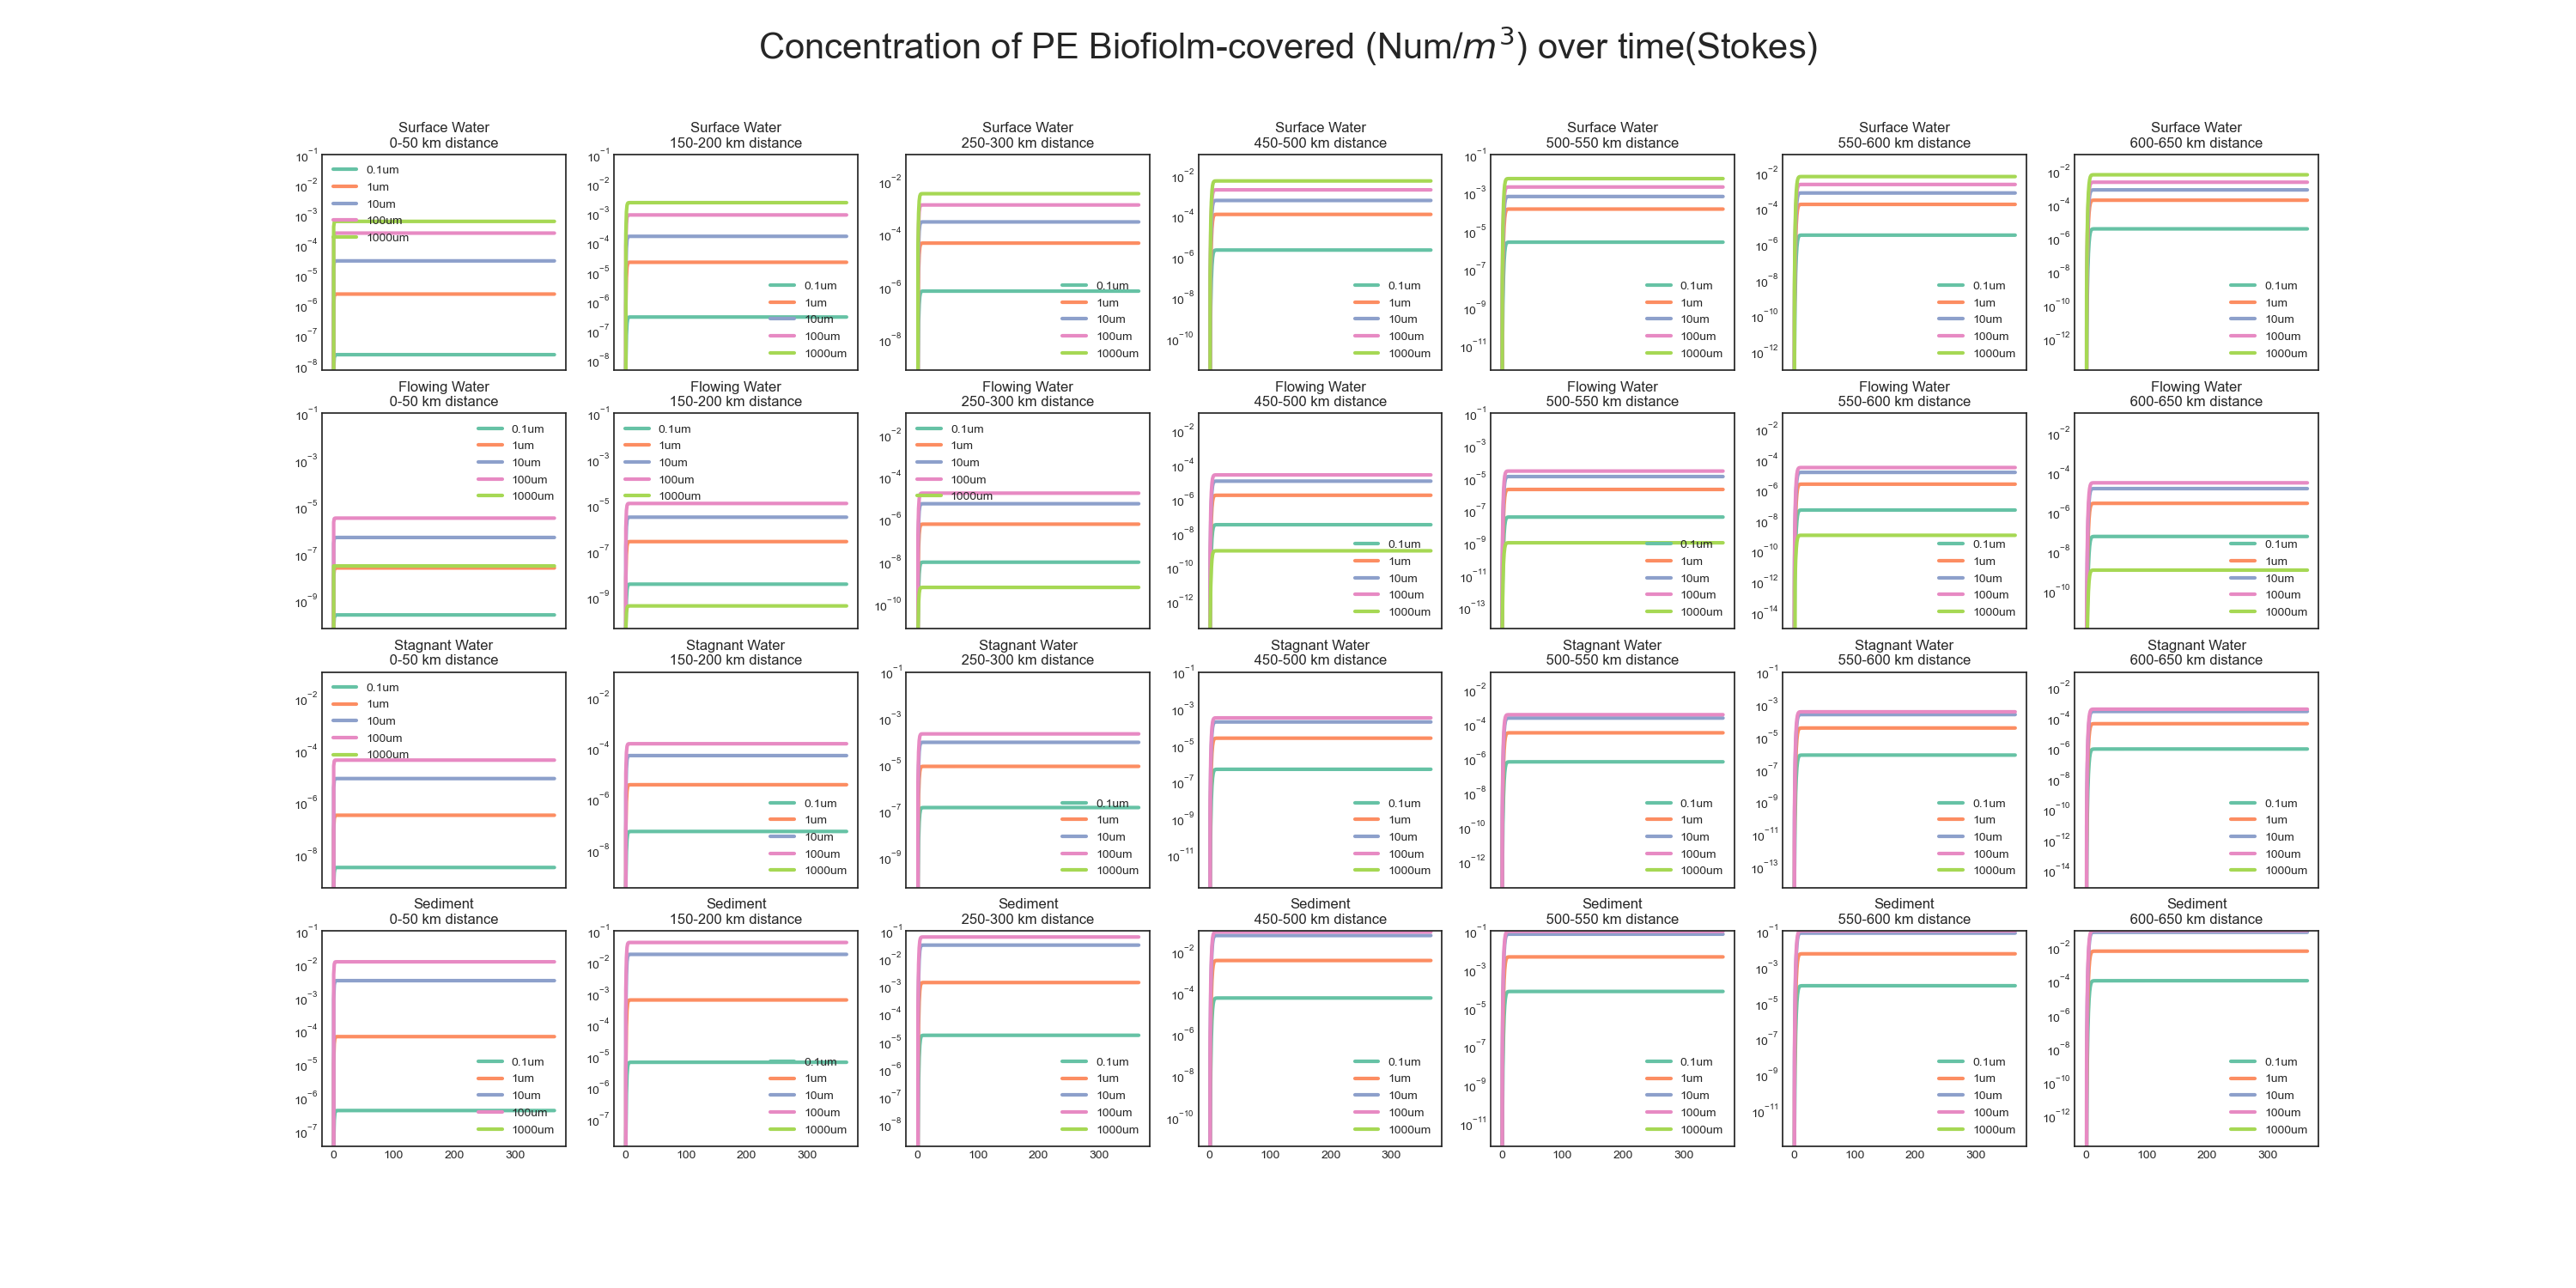 Concentration of PE Biofiolm-covered (Num/m³) over time(Stokes)
Surface Water
0-50 km distance
10⁻¹
10⁻²
10⁻³
10⁻⁴
10⁻⁵
10⁻⁶
10⁻⁷
10⁻⁸
0.1um
1um
10um
100um
1000um
Surface Water
150-200 km distance
10⁻¹
10⁻²
10⁻³
10⁻⁴
10⁻⁵
10⁻⁶
10⁻⁷
10⁻⁸
0.1um
1um
10um
100um
1000um
Surface Water
250-300 km distance
10⁻²
10⁻⁴
10⁻⁶
10⁻⁸
0.1um
1um
10um
100um
1000um
Surface Water
450-500 km distance
10⁻²
10⁻⁴
10⁻⁶
10⁻⁸
10⁻¹⁰
0.1um
1um
10um
100um
1000um
Surface Water
500-550 km distance
10⁻¹
10⁻³
10⁻⁵
10⁻⁷
10⁻⁹
10⁻¹¹
0.1um
1um
10um
100um
1000um
Surface Water
550-600 km distance
10⁻²
10⁻⁴
10⁻⁶
10⁻⁸
10⁻¹⁰
10⁻¹²
0.1um
1um
10um
100um
1000um
Surface Water
600-650 km distance
10⁻²
10⁻⁴
10⁻⁶
10⁻⁸
10⁻¹⁰
10⁻¹²
0.1um
1um
10um
100um
1000um
Flowing Water
0-50 km distance
10⁻¹
10⁻³
10⁻⁵
10⁻⁷
10⁻⁹
0.1um
1um
10um
100um
1000um
Flowing Water
150-200 km distance
10⁻¹
10⁻³
10⁻⁵
10⁻⁷
10⁻⁹
0.1um
1um
10um
100um
1000um
Flowing Water
250-300 km distance
10⁻²
10⁻⁴
10⁻⁶
10⁻⁸
10⁻¹⁰
0.1um
1um
10um
100um
1000um
Flowing Water
450-500 km distance
10⁻²
10⁻⁴
10⁻⁶
10⁻⁸
10⁻¹⁰
10⁻¹²
0.1um
1um
10um
100um
1000um
Flowing Water
500-550 km distance
10⁻¹
10⁻³
10⁻⁵
10⁻⁷
10⁻⁹
10⁻¹¹
10⁻¹³
0.1um
1um
10um
100um
1000um
Flowing Water
550-600 km distance
10⁻²
10⁻⁴
10⁻⁶
10⁻⁸
10⁻¹⁰
10⁻¹²
10⁻¹⁴
0.1um
1um
10um
100um
1000um
Flowing Water
600-650 km distance
10⁻²
10⁻⁴
10⁻⁶
10⁻⁸
10⁻¹⁰
0.1um
1um
10um
100um
1000um
Stagnant Water
0-50 km distance
10⁻²
10⁻⁴
10⁻⁶
10⁻⁸
0.1um
1um
10um
100um
1000um
Stagnant Water
150-200 km distance
10⁻²
10⁻⁴
10⁻⁶
10⁻⁸
0.1um
1um
10um
100um
1000um
Stagnant Water
250-300 km distance
10⁻¹
10⁻³
10⁻⁵
10⁻⁷
10⁻⁹
0.1um
1um
10um
100um
1000um
Stagnant Water
450-500 km distance
10⁻¹
10⁻³
10⁻⁵
10⁻⁷
10⁻⁹
10⁻¹¹
0.1um
1um
10um
100um
1000um
Stagnant Water
500-550 km distance
10⁻²
10⁻⁴
10⁻⁶
10⁻⁸
10⁻¹⁰
10⁻¹²
0.1um
1um
10um
100um
1000um
Stagnant Water
550-600 km distance
10⁻¹
10⁻³
10⁻⁵
10⁻⁷
10⁻⁹
10⁻¹¹
10⁻¹³
0.1um
1um
10um
100um
1000um
Stagnant Water
600-650 km distance
10⁻²
10⁻⁴
10⁻⁶
10⁻⁸
10⁻¹⁰
10⁻¹²
10⁻¹⁴
0.1um
1um
10um
100um
1000um
Sediment
0-50 km distance
10⁻¹
10⁻²
10⁻³
10⁻⁴
10⁻⁵
10⁻⁶
10⁻⁷
0.1um
1um
10um
100um
1000um
0 100 200 300
Sediment
150-200 km distance
10⁻¹
10⁻²
10⁻³
10⁻⁴
10⁻⁵
10⁻⁶
10⁻⁷
0.1um
1um
10um
100um
1000um
0 100 200 300
Sediment
250-300 km distance
10⁻¹
10⁻²
10⁻³
10⁻⁴
10⁻⁵
10⁻⁶
10⁻⁷
10⁻⁸
0.1um
1um
10um
100um
1000um
0 100 200 300
Sediment
450-500 km distance
10⁻²
10⁻⁴
10⁻⁶
10⁻⁸
10⁻¹⁰
0.1um
1um
10um
100um
1000um
0 100 200 300
Sediment
500-550 km distance
10⁻¹
10⁻³
10⁻⁵
10⁻⁷
10⁻⁹
10⁻¹¹
0.1um
1um
10um
100um
1000um
0 100 200 300
Sediment
550-600 km distance
10⁻¹
10⁻³
10⁻⁵
10⁻⁷
10⁻⁹
10⁻¹¹
0.1um
1um
10um
100um
1000um
0 100 200 300
Sediment
600-650 km distance
10⁻²
10⁻⁴
10⁻⁶
10⁻⁸
10⁻¹⁰
10⁻¹²
0.1um
1um
10um
100um
1000um
0 100 200 300